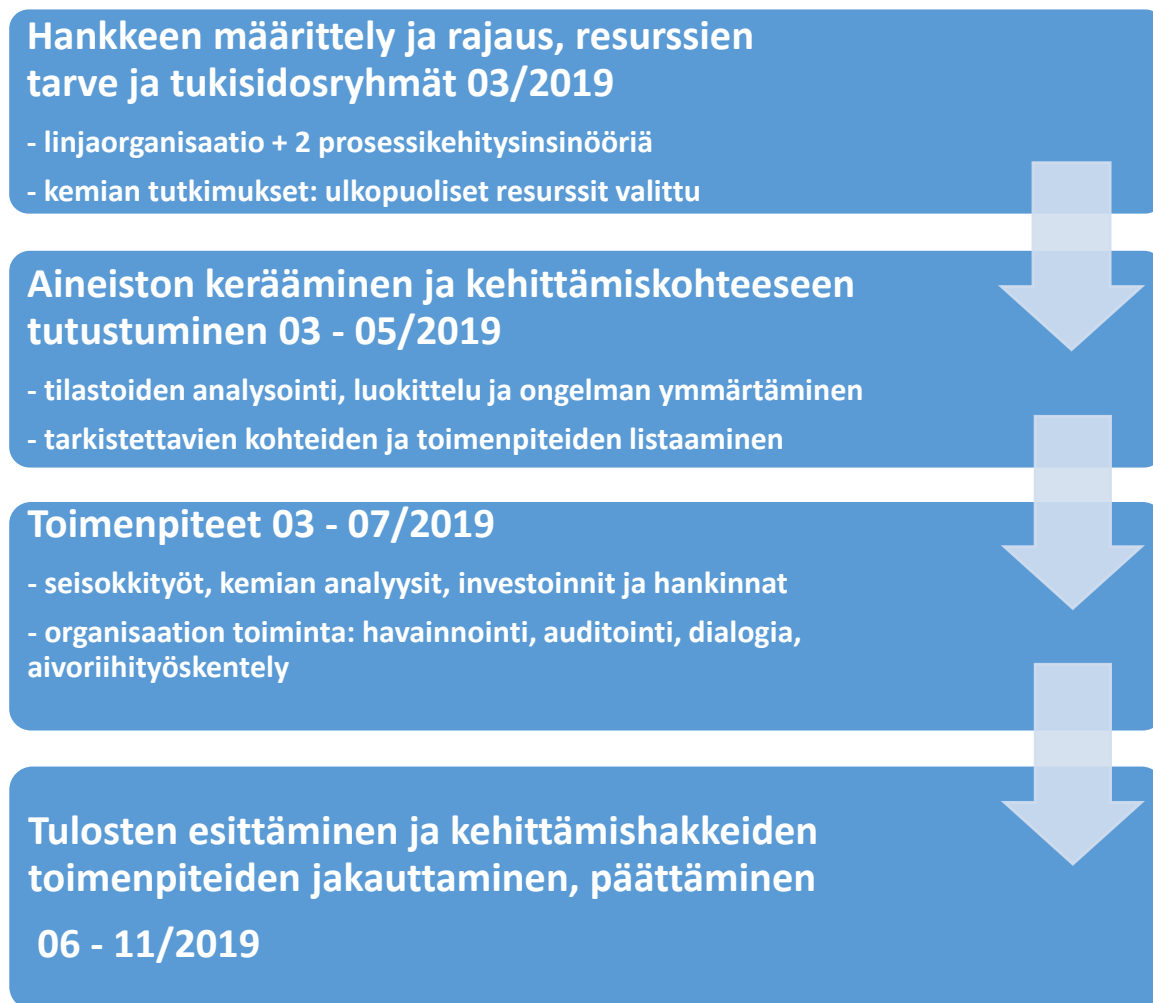 Hankkeen määrittely ja rajaus, resurssien
tarve ja tukisidosryhmät 03/2019
- linjaorganisaatio + 2 prosessikehitysinsinööriä
- kemian tutkimukset: ulkopuoliset resurssit valittu
Aineiston kerääminen ja kehittämiskohteeseen
tutustuminen 03 - 05/2019
- tilastoiden analysointi, luokittelu ja ongelman ymmärtäminen
- tarkistettavien kohteiden ja toimenpiteiden listaaminen
Toimenpiteet 03 - 07/2019
- seisokkityöt, kemian analyysit, investoinnit ja hankinnat
- organisaation toiminta: havainnointi, auditointi, dialogia,
aivoriihityöskentely
Tulosten esittäminen ja kehittämishakkeiden
toimenpiteiden jakauttaminen, päättäminen
06 - 11/2019